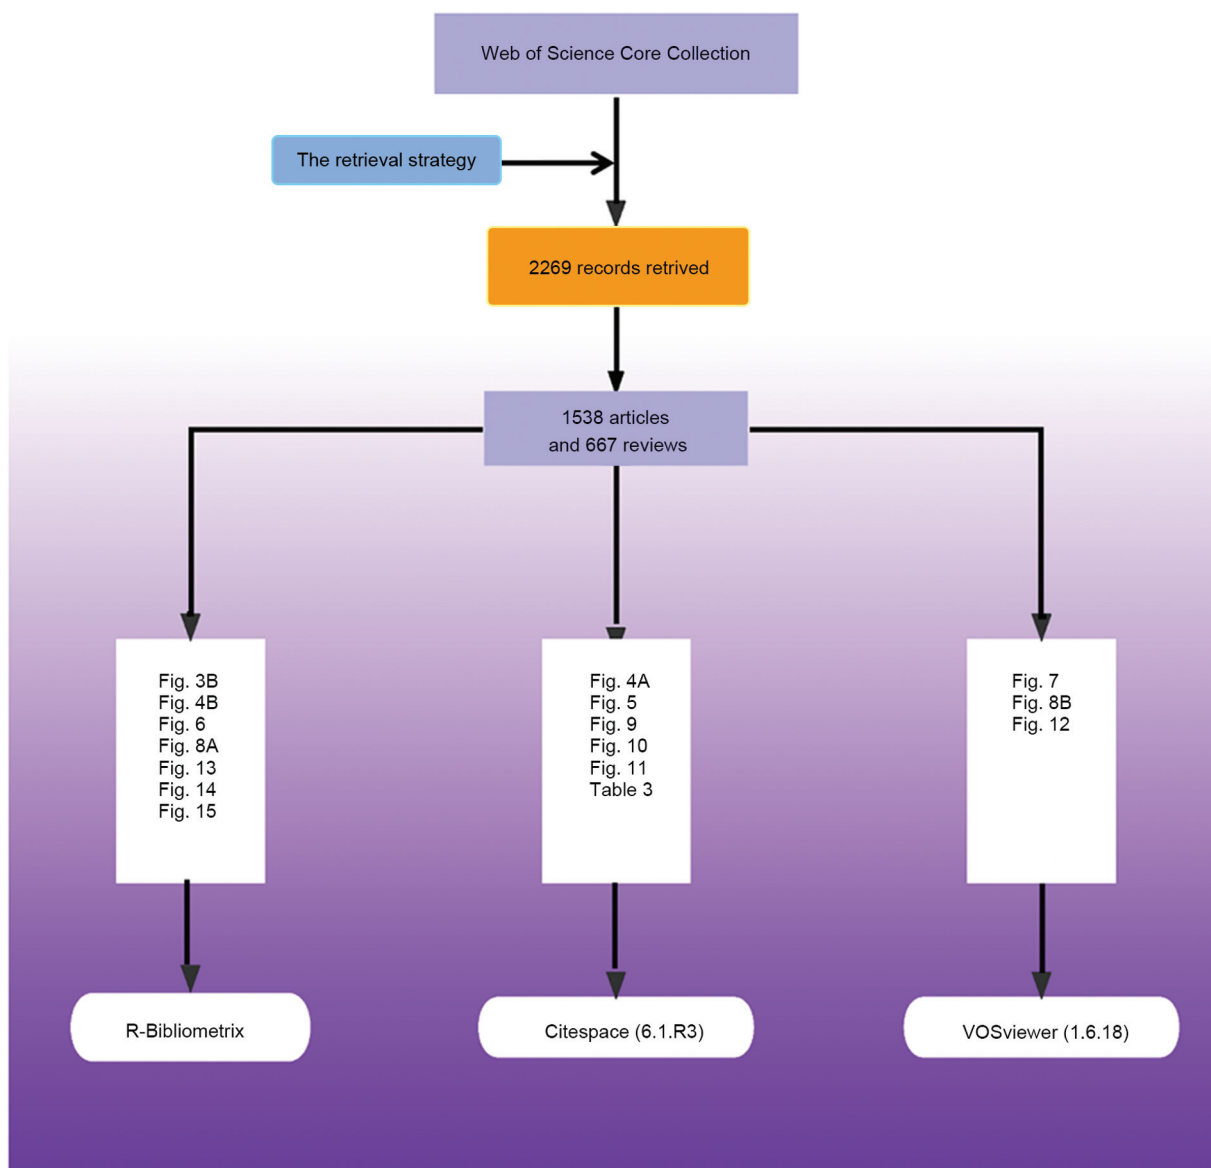 Web of Science Core Collection
The retrieval strategy
2269 records retrived
1538 articles
and 667 reviews
Fig. 3B
Fig. 4B
Fig. 6
Fig. 8A
Fig. 13
Fig. 14
Fig. 15
Fig. 4A
Fig. 5
Fig. 9
Fig. 10
Fig. 11
Table 3
Fig. 7
Fig. 8B
Fig. 12
R-Bibliometrix
Citespace (6.1.R3)
VOSviewer (1.6.18)